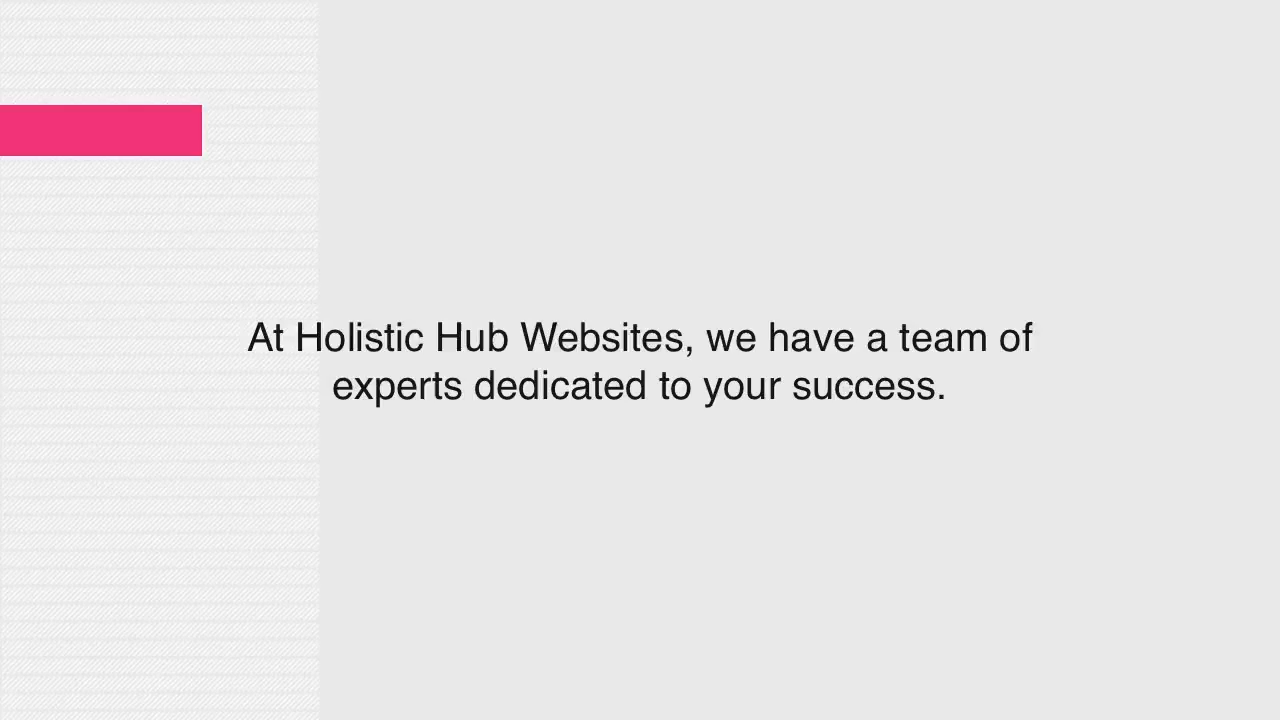 At Holistic Hub Websites, we have a team of
experts dedicated to your success.